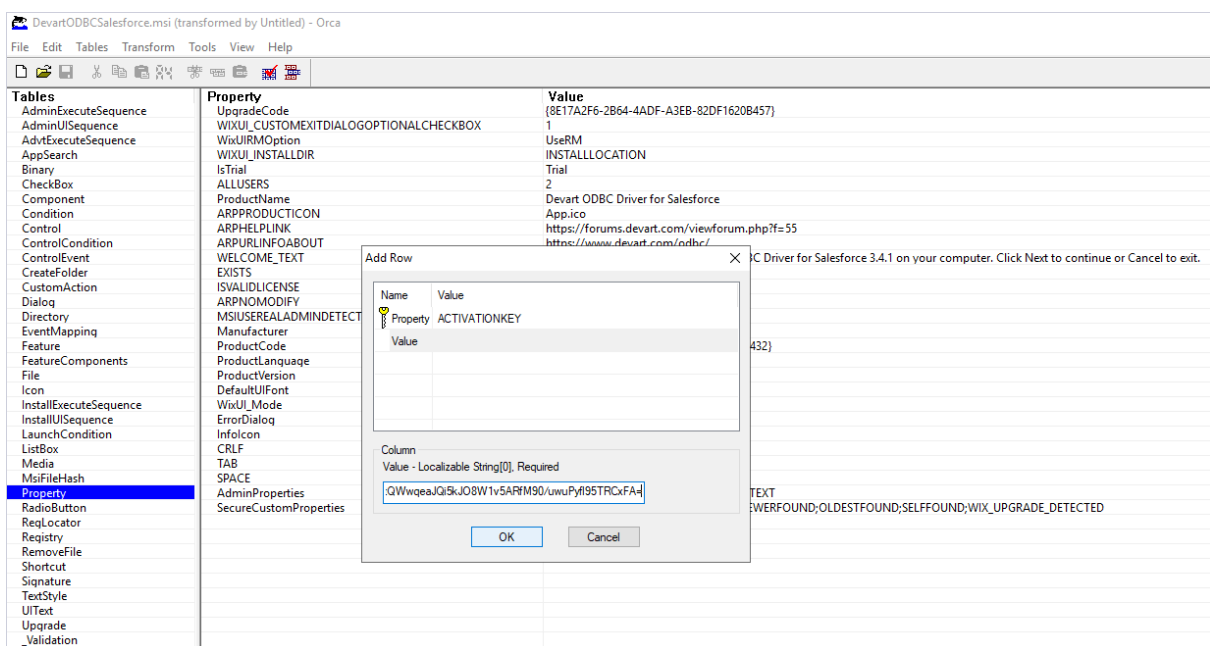 DevartODBCSalesforce.msi (transformed by Untitled) - Orca
File Edit Tables Transform Tools View Help
Tables
AdminExecuteSequence
AdminUISequence
AdvtExecuteSequence
AppSearch
Binary
CheckBox
Component
Condition
Control
ControlCondition
ControlEvent
CreateFolder
CustomAction
Dialog
Directory
EventMapping
Feature
FeatureComponents
File
Icon
InstallExecuteSequence
InstallUISequence
LaunchCondition
ListBox
Media
MsiFileHash
Property
RadioButton
RegLocator
Registry
RemoveFile
Shortcut
Signature
TextStyle
UIText
Upgrade
_Validation
Property Value
UpgradeCode {8E17A2F6-2B64-4ADF-A3EB-82DF1620B457}
WIXUI_CUSTOMEXITDIALOGOPTIONALCHECKBOX 1
WixUIRMOption UseRM
WIXUI_INSTALLDIR INSTALLLOCATION
IsTrial Trial
ALLUSERS 2
ProductName Devart ODBC Driver for Salesforce
ARPPRODUCTICON App.ico
ARPHELPLINK https://forums.devart.com/viewforum.php?f=55
ARPURLINFOABOUT https://www.devart.com/odbc/
WELCOME_TEXT C Driver for Salesforce 3.4.1 on your computer. Click Next to continue or Cancel to exit.
EXISTS
ISVALIDLICENSE
ARPNOMODIFY
MSIUSEREALADMINDETECT
Manufacturer
ProductCode 432}
ProductLanguage
ProductVersion
DefaultUIFont
WixUI_Mode
ErrorDialog
InfoIcon
CRLF
TAB
SPACE
AdminProperties TEXT
SecureCustomProperties EWERFOUND;OLDESTFOUND;SELFFOUND;WIX_UPGRADE_DETECTED
Add Row
Name Value
Property ACTIVATIONKEY
Value
Column
Value - Localizable String[0], Required
:QWwqeaJQi5kJO8W1v5ARfM90/uwuPyfI95TRCxFA=
OK Cancel